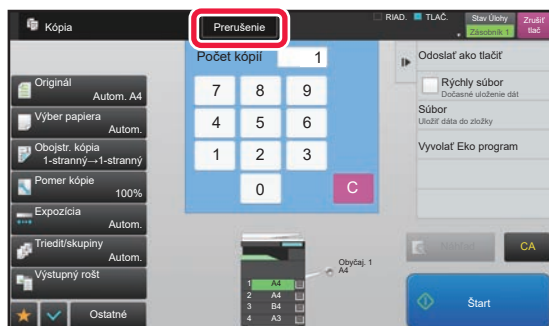 Kópia
Prerušenie
RIAD.
TLAČ.
Stav Úlohy
Zásobník 1
Zrušiť
tlač
Originál
Autom. A4
Výber papiera
Autom.
Obojstr. kópia
1-stranný→1-stranný
Pomer kópie
100%
Expozícia
Autom.
Triediť/skupiny
Autom.
Výstupný rošt
Ostatné
Počet kópií 1
7 8 9
4 5 6
1 2 3
0 C
Obyčaj. 1
A4
1 A4
2 A4
3 B4
4 A3
Odoslať ako tlačiť
Rýchly súbor
Dočasné uloženie dát
Súbor
Uložiť dáta do zložky
Vyvolať Eko program
CA
Štart